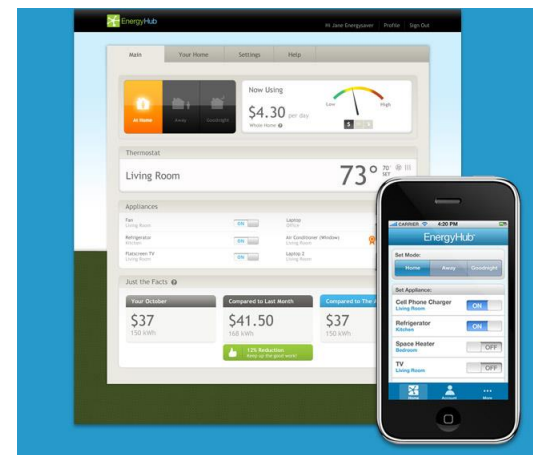 EnergyHub
Hi Jane Energysaver Profile Sign Out
Main Your Home Settings Help
Now Using
$4.30 per day
Whole Home
Low High
At Home Away Goodnight
Thermostat
Living Room 73° 70° SET
Appliances
Fan
Living Room
ON
Laptop
Office
Refrigerator
Kitchen
ON
Air Conditioner (Window)
Living Room
Flatscreen TV
Living Room
ON
Laptop 2
Living Room
Just the Facts
Your October
$37
150 kWh
Compared to Last Month
$41.50
168 kWh
12% Reduction
Keep up the good work!
Compared to The A
$37
150 kWh
CARRIER 4:20 PM
EnergyHub
Set Mode:
Home Away Goodnight
Set Appliance:
Cell Phone Charger
Living Room
ON
Refrigerator
Kitchen
ON
Space Heater
Bedroom
OFF
TV
Living Room
OFF
Home Account More